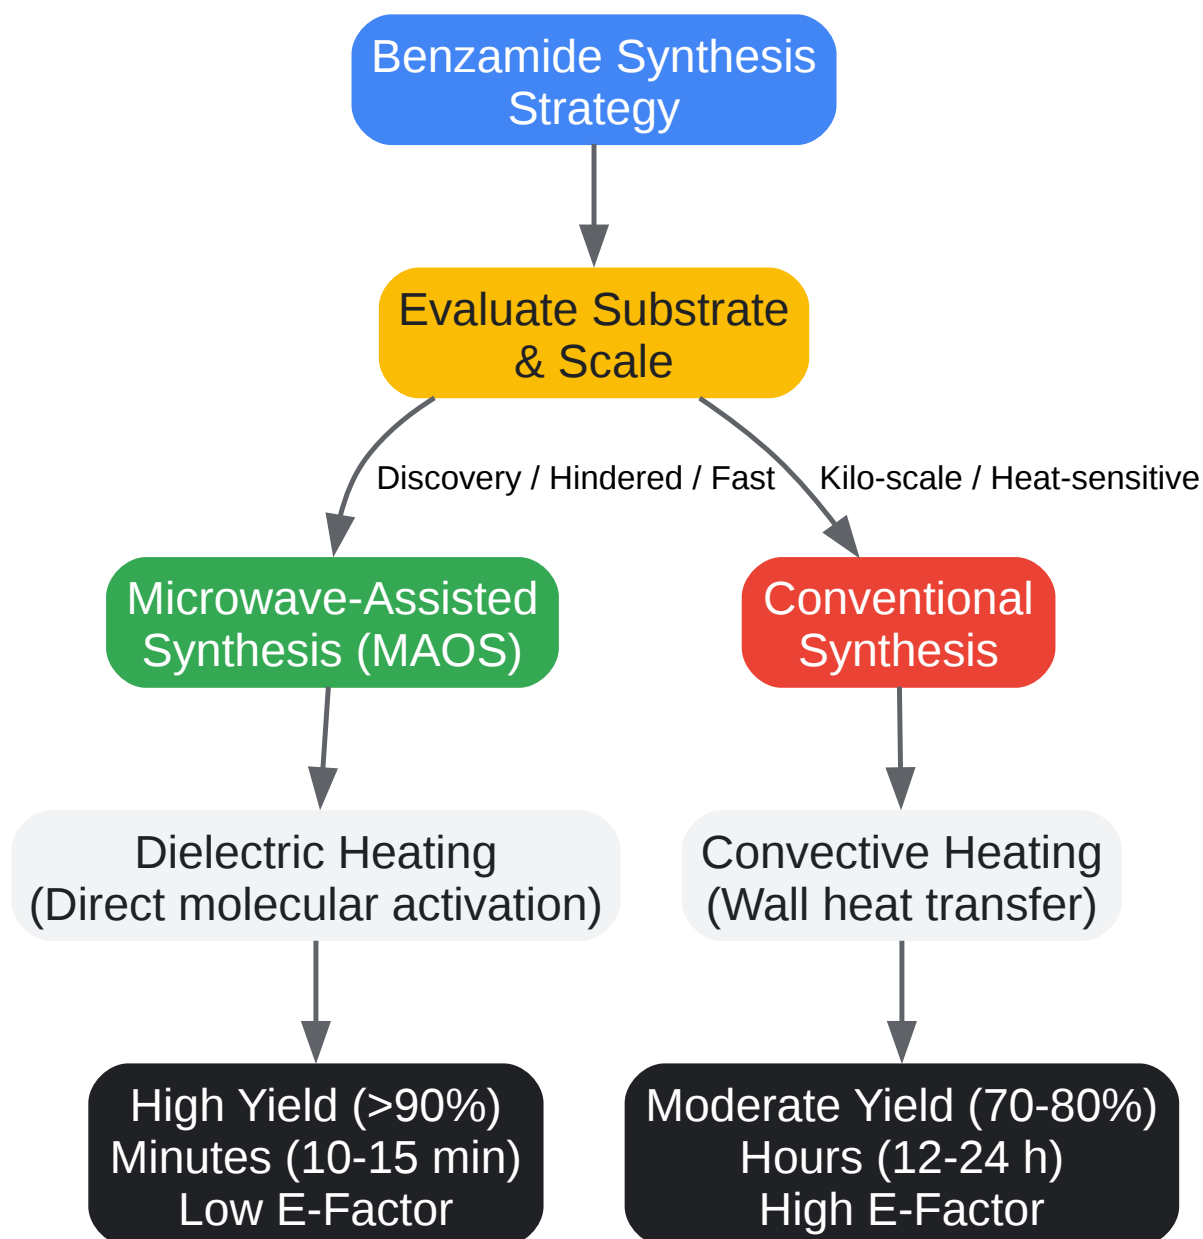 Benzamide Synthesis
Strategy
Evaluate Substrate
& Scale
Discovery / Hindered / Fast
Kilo-scale / Heat-sensitive
Microwave-Assisted
Synthesis (MAOS)
Conventional
Synthesis
Dielectric Heating
(Direct molecular activation)
Convective Heating
(Wall heat transfer)
High Yield (>90%)
Minutes (10-15 min)
Low E-Factor
Moderate Yield (70-80%)
Hours (12-24 h)
High E-Factor